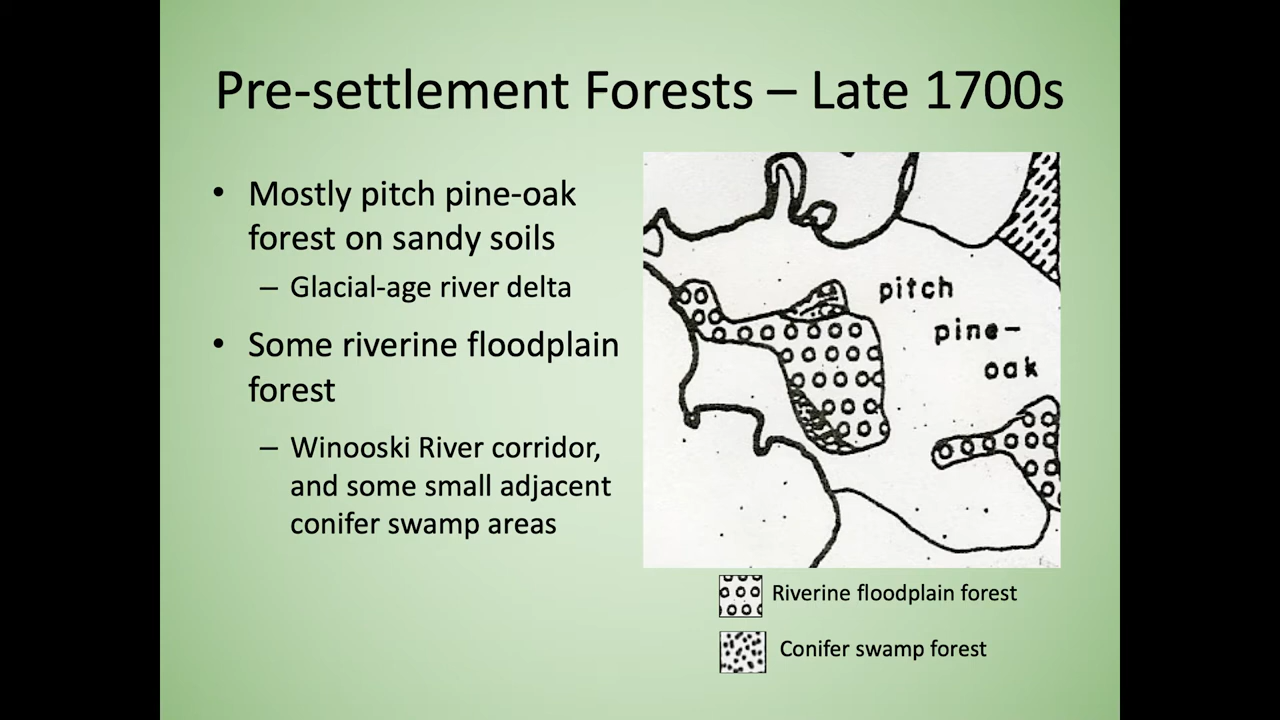 Pre-settlement Forests – Late 1700s
• Mostly pitch pine-oak
forest on sandy soils
– Glacial-age river delta
• Some riverine floodplain
forest
– Winooski River corridor,
and some small adjacent
conifer swamp areas
pitch
pine-
oak
Riverine floodplain forest
Conifer swamp forest